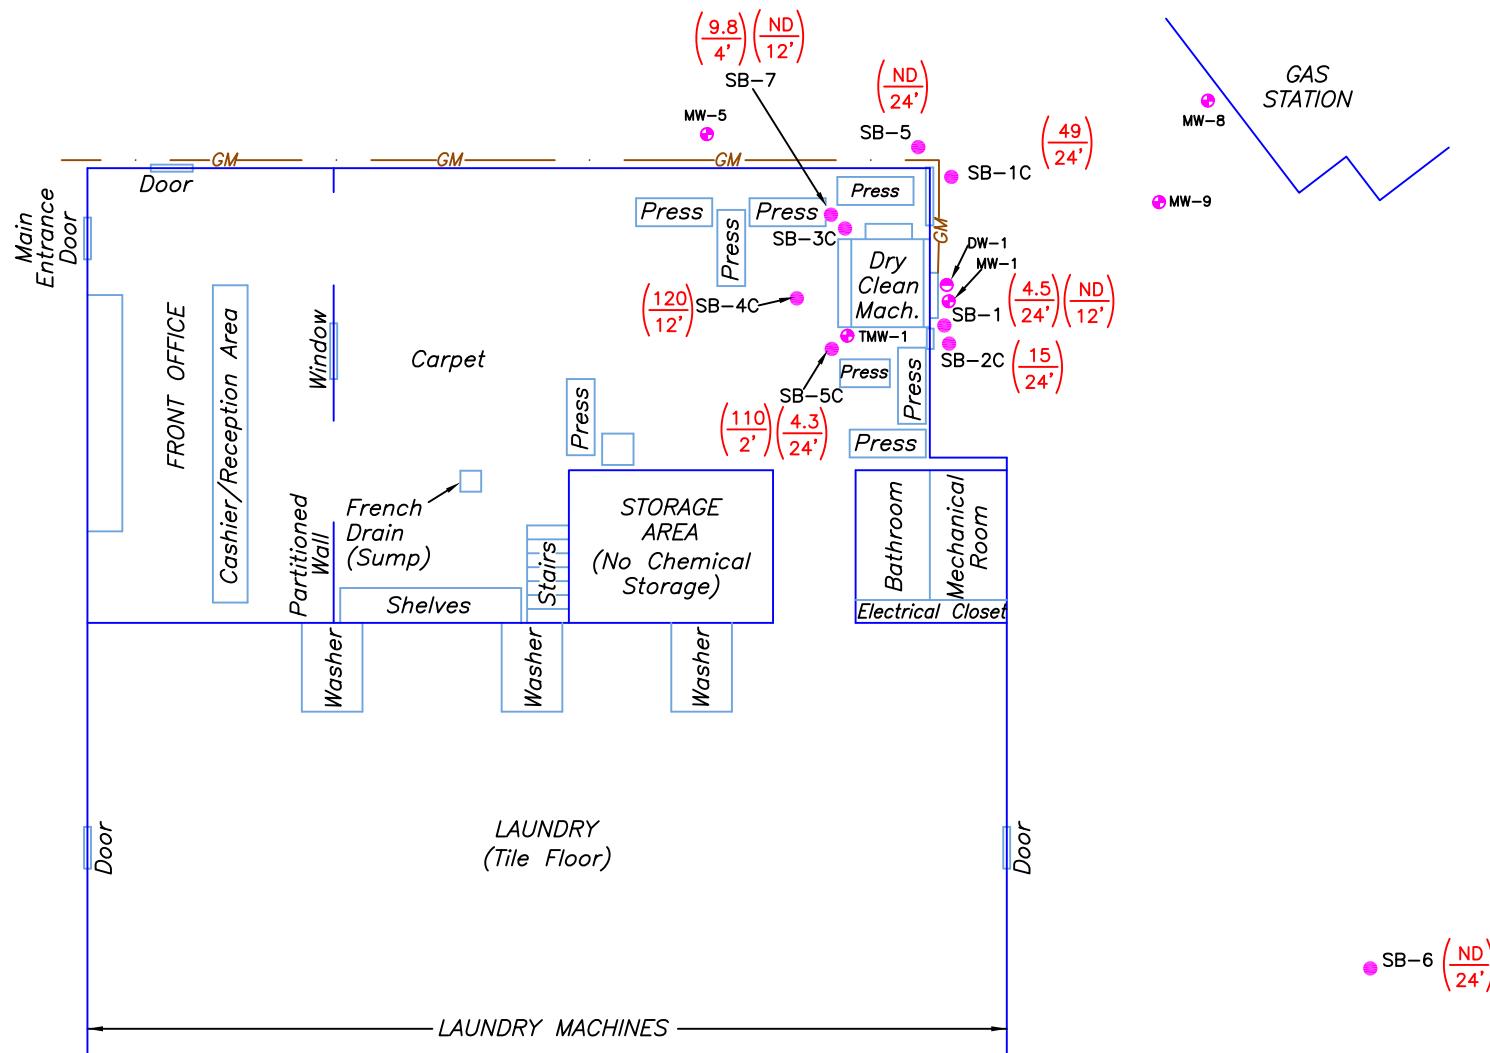 (9.8/4') (ND/12')
SB-7
(ND/24')
GAS
STATION
MW-5
SB-5
(49/24')
MW-8
GM
GM
GM
Door
SB-1C
MW-9
Main
Entrance
Door
Press
Press
Press
Press
SB-3C
GM
Dry
Clean
Mach.
DW-1
MW-1
(120/12')
SB-4C
SB-1
(4.5/24') (ND/12')
FRONT OFFICE
Cashier/Reception Area
Window
Carpet
TMW-1
SB-2C
(15/24')
Press
Press
SB-5C
(110/2') (4.3/24')
Press
Press
Partitioned
Wall
French
Drain
(Sump)
Stairs
STORAGE
AREA
(No Chemical
Storage)
Bathroom
Mechanical
Room
Shelves
Electrical Closet
Washer
Washer
Washer
Door
LAUNDRY
(Tile Floor)
Door
SB-6
(ND/24')
LAUNDRY MACHINES